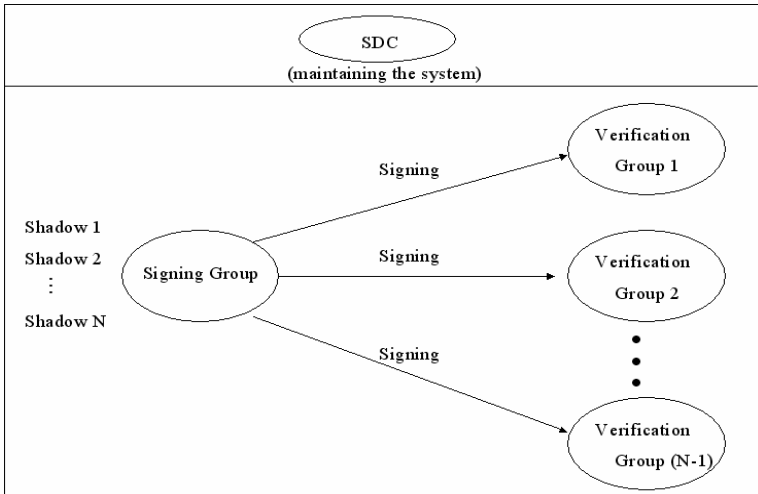 SDC
(maintaining the system)
Verification
Group 1
Signing
Shadow 1
Shadow 2
⋮
Shadow N
Signing Group
Signing
Verification
Group 2
Signing
Verification
Group (N-1)